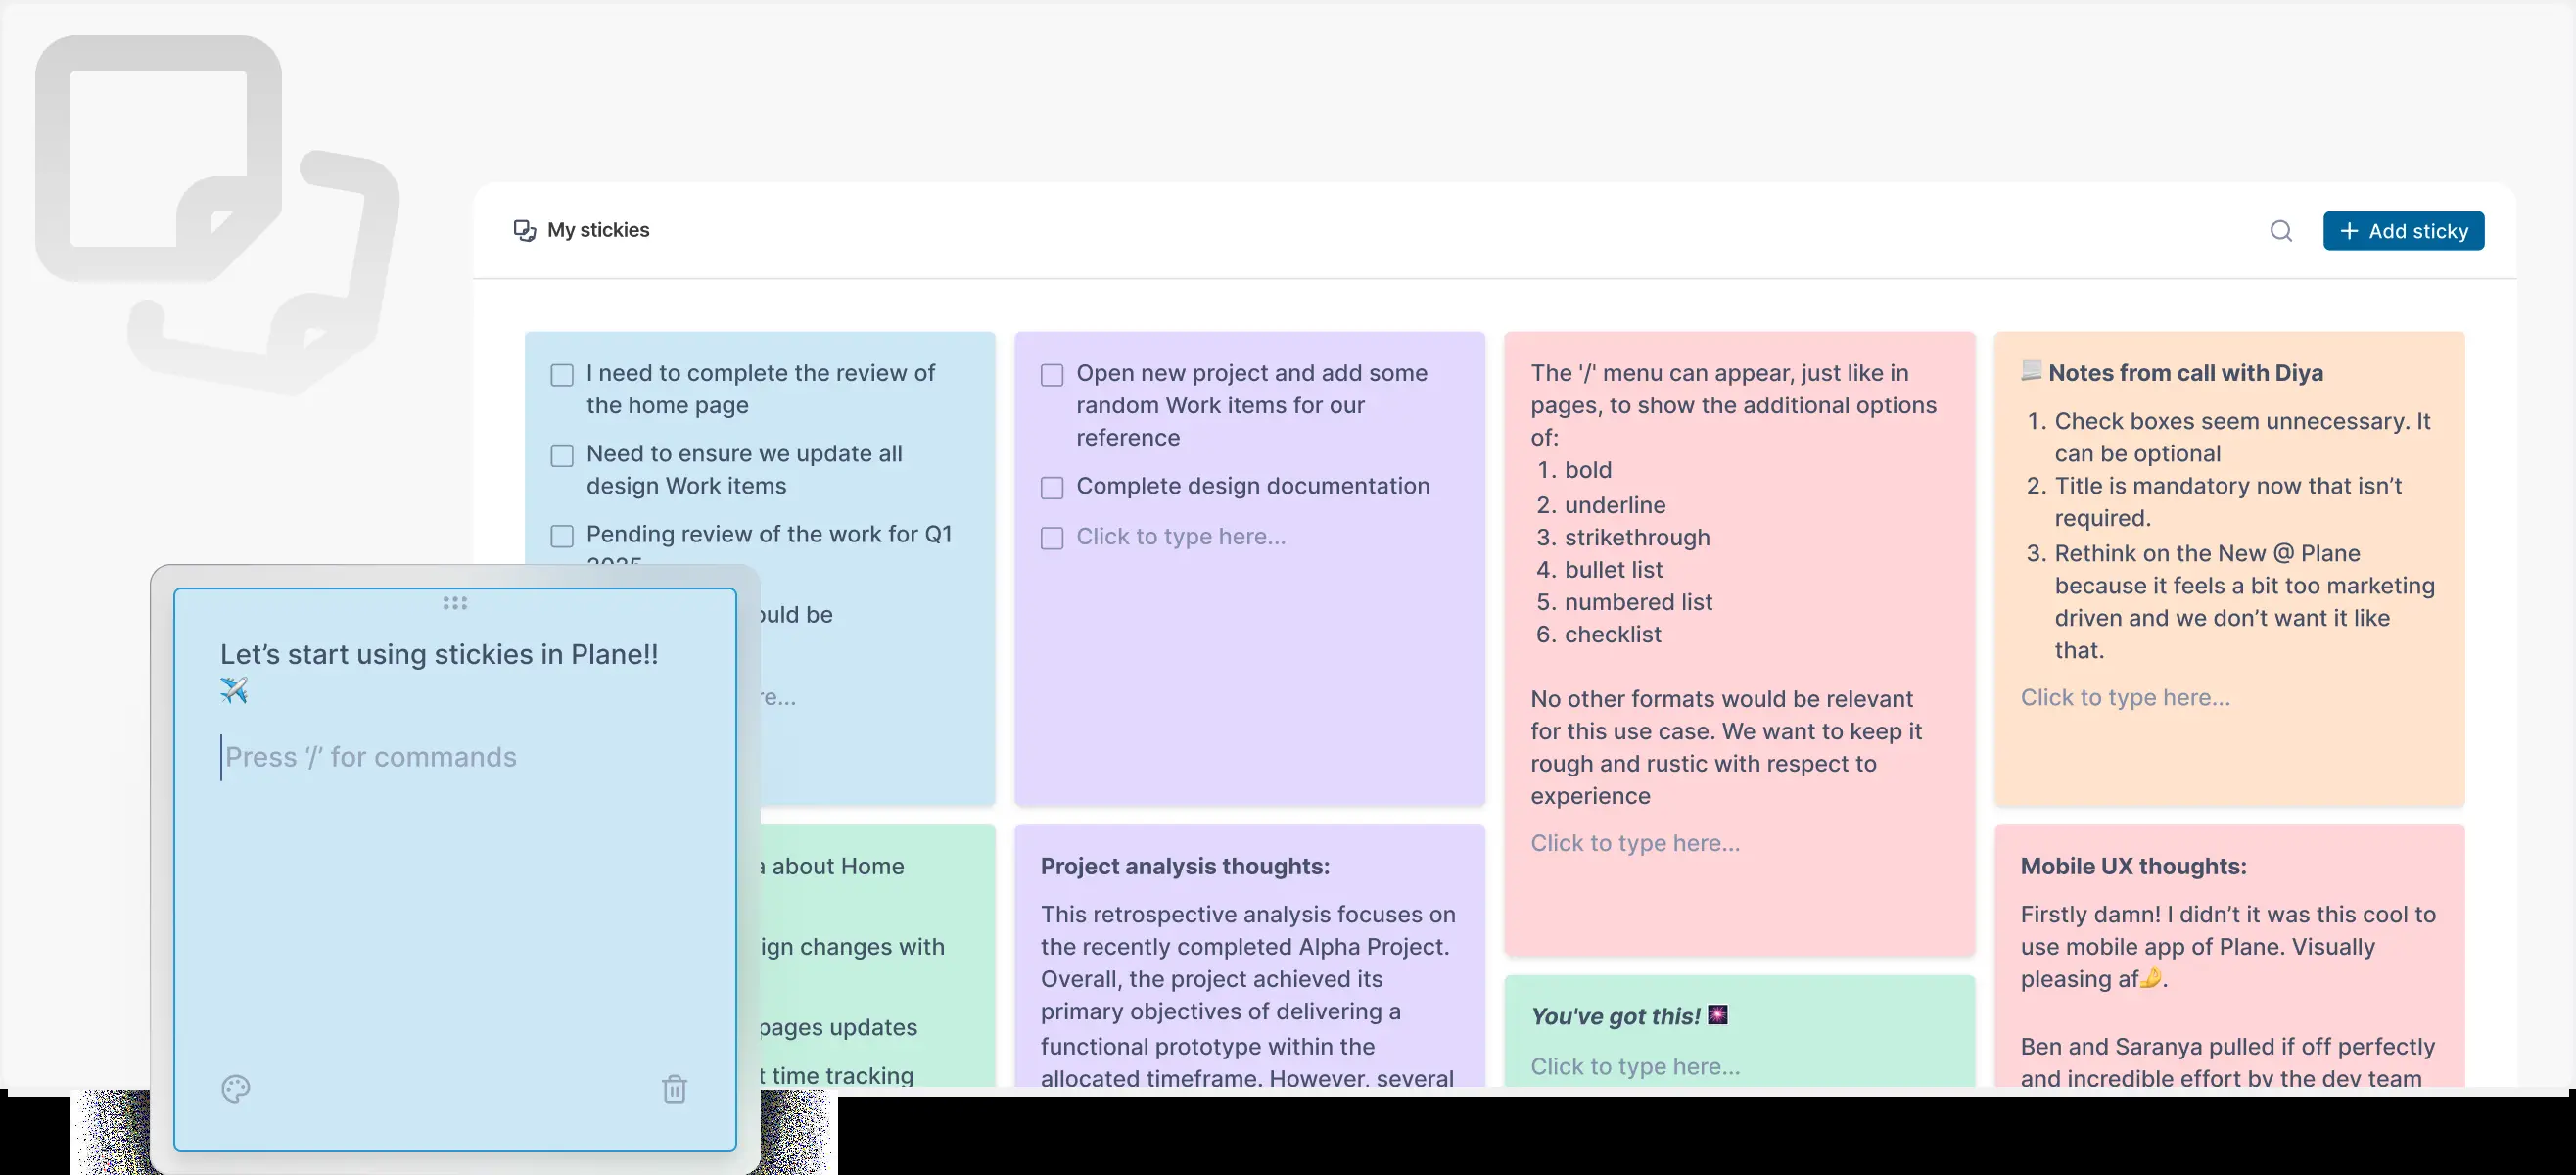 My stickies
Add sticky
I need to complete the review of
the home page
Need to ensure we update all
design Work items
Pending review of the work for Q1
2025
ould be
re...
Open new project and add some
random Work items for our
reference
Complete design documentation
Click to type here...
The '/' menu can appear, just like in
pages, to show the additional options
of:
1. bold
2. underline
3. strikethrough
4. bullet list
5. numbered list
6. checklist
No other formats would be relevant
for this use case. We want to keep it
rough and rustic with respect to
experience
Click to type here...
Notes from call with Diya
1. Check boxes seem unnecessary. It
can be optional
2. Title is mandatory now that isn’t
required.
3. Rethink on the New @ Plane
because it feels a bit too marketing
driven and we don’t want it like
that.
Click to type here...
Let’s start using stickies in Plane!!
✈️
Press ‘/’ for commands
about Home
ign changes with
pages updates
t time tracking
Project analysis thoughts:
This retrospective analysis focuses on
the recently completed Alpha Project.
Overall, the project achieved its
primary objectives of delivering a
functional prototype within the
allocated timeframe. However, several
You've got this! 🎆
Click to type here...
Mobile UX thoughts:
Firstly damn! I didn’t it was this cool to
use mobile app of Plane. Visually
pleasing af🤌.
Ben and Saranya pulled if off perfectly
and incredible effort by the dev team